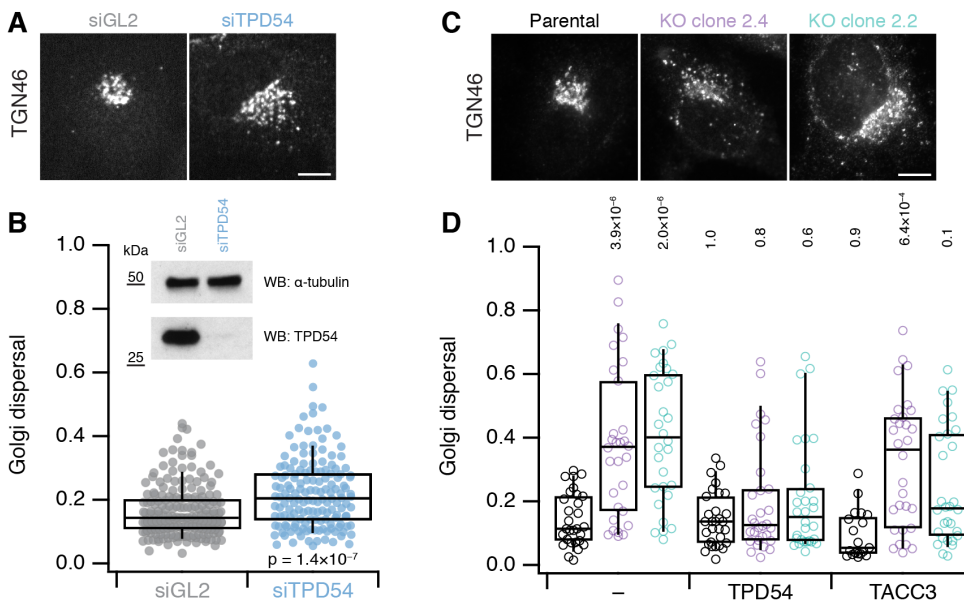 A
siGL2 siTPD54
TGN46
C
Parental KO clone 2.4 KO clone 2.2
TGN46
B
siGL2
siTPD54
kDa
50
WB: α-tubulin
WB: TPD54
25
Golgi dispersal
1.0
0.8
0.6
0.4
0.2
0.0
p = 1.4×10⁻⁷
siGL2 siTPD54
D
3.9×10⁻⁶
2.0×10⁻⁶
1.0
0.8
0.6
0.9
6.4×10⁻⁴
0.1
Golgi dispersal
1.0
0.8
0.6
0.4
0.2
0.0
– TPD54 TACC3